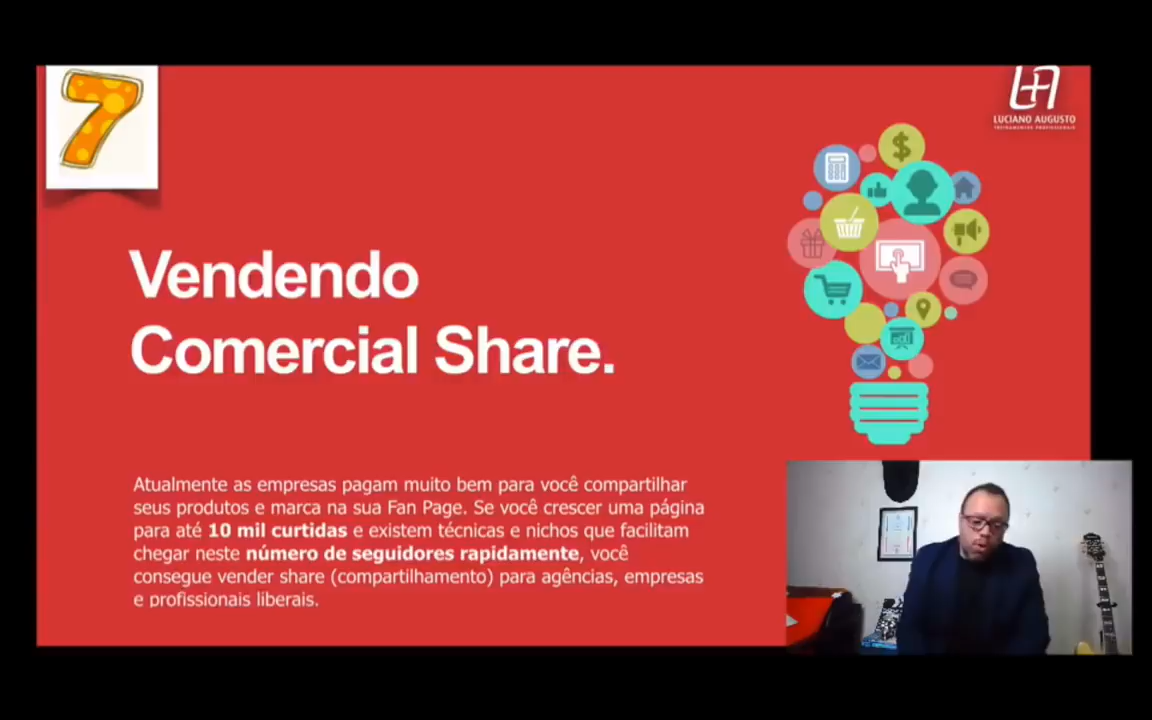 7
LUCIANO AUGUSTO
TREINAMENTOS PROFISSIONAIS
$
Vendendo
Comercial Share.
Atualmente as empresas pagam muito bem para você compartilhar
seus produtos e marca na sua Fan Page. Se você crescer uma página
para até 10 mil curtidas e existem técnicas e nichos que facilitam
chegar neste número de seguidores rapidamente, você
consegue vender share (compartilhamento) para agências, empresas
e profissionais liberais.